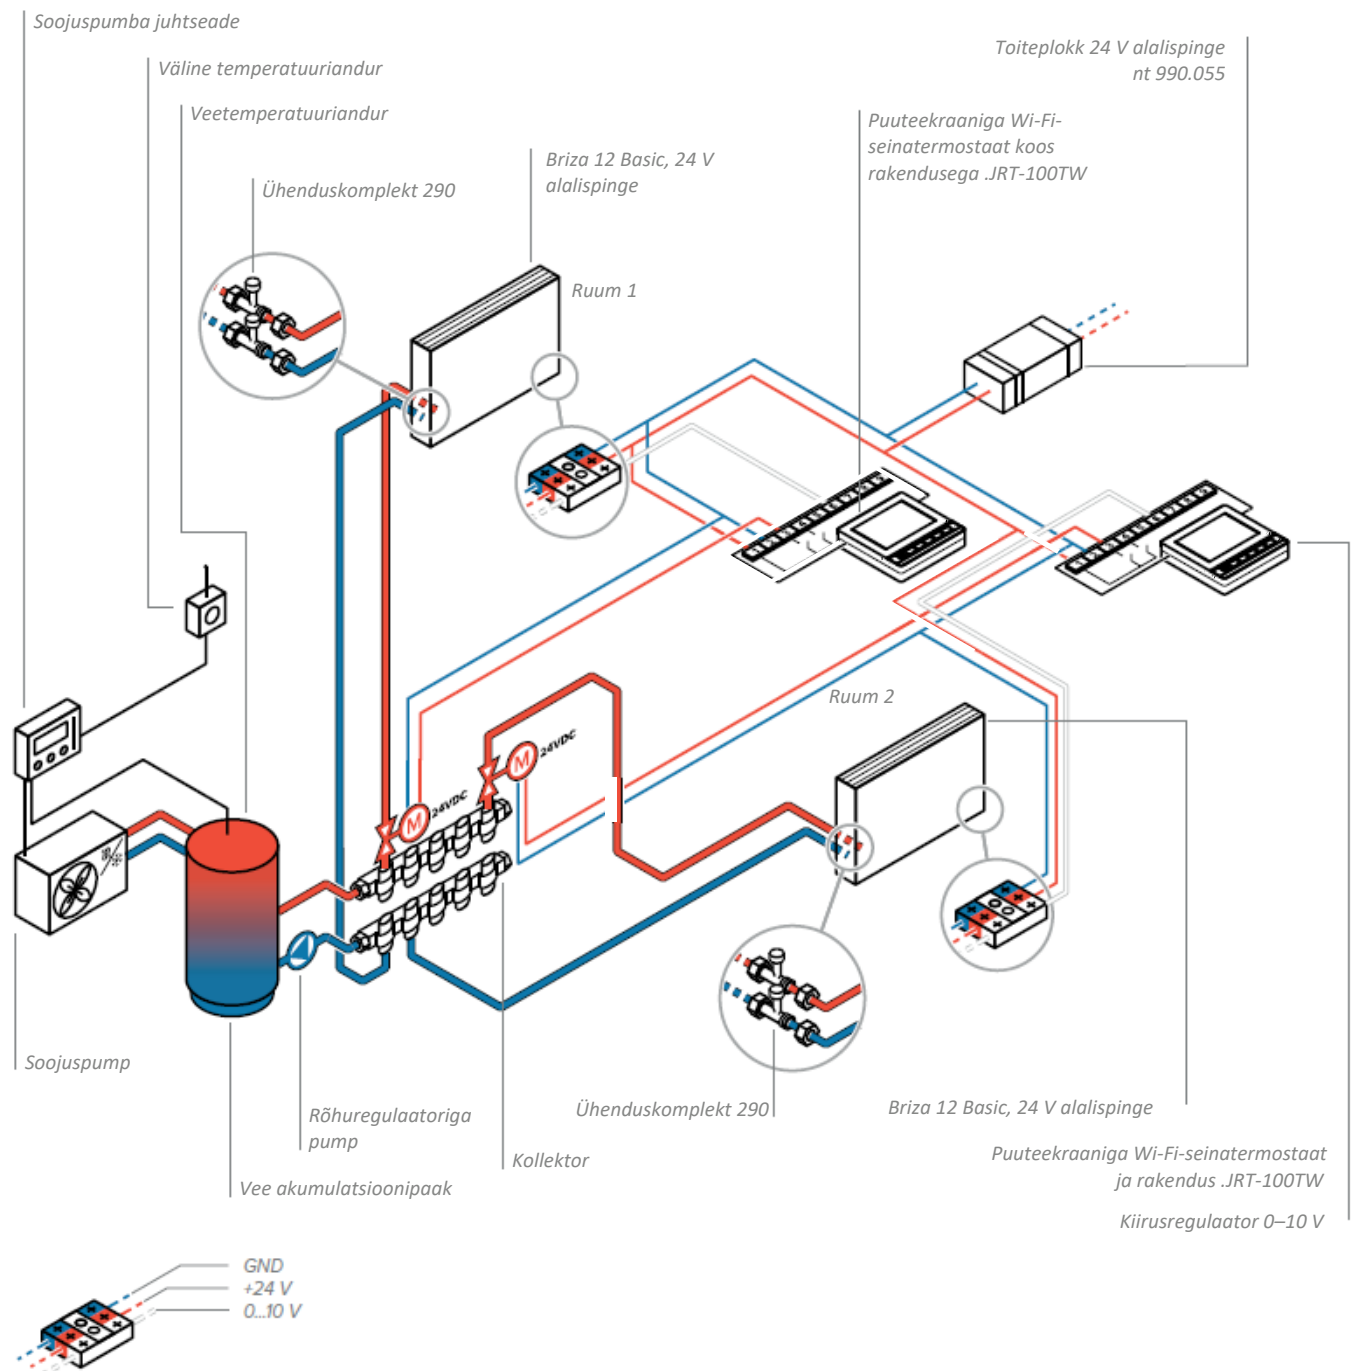 Soojuspumba juhtseade
Väline temperatuuriandur
Veetemperatuuriandur
Toiteplokk 24 V alalispinge
nt 990.055
Puuteekraaniga Wi-Fi-
seinatermostaat koos
rakendusega .JRT-100TW
Briza 12 Basic, 24 V
alalispinge
Ühenduskomplekt 290
Ruum 1
Ruum 2
24VDC
M
24VDC
M
Soojuspump
Rõhuregulaatoriga
pump
Kollektor
Vee akumulatsioonipaak
Ühenduskomplekt 290
Briza 12 Basic, 24 V alalispinge
Puuteekraaniga Wi-Fi-seinatermostaat
ja rakendus .JRT-100TW
Kiirusregulaator 0–10 V
GND
+24 V
0...10 V